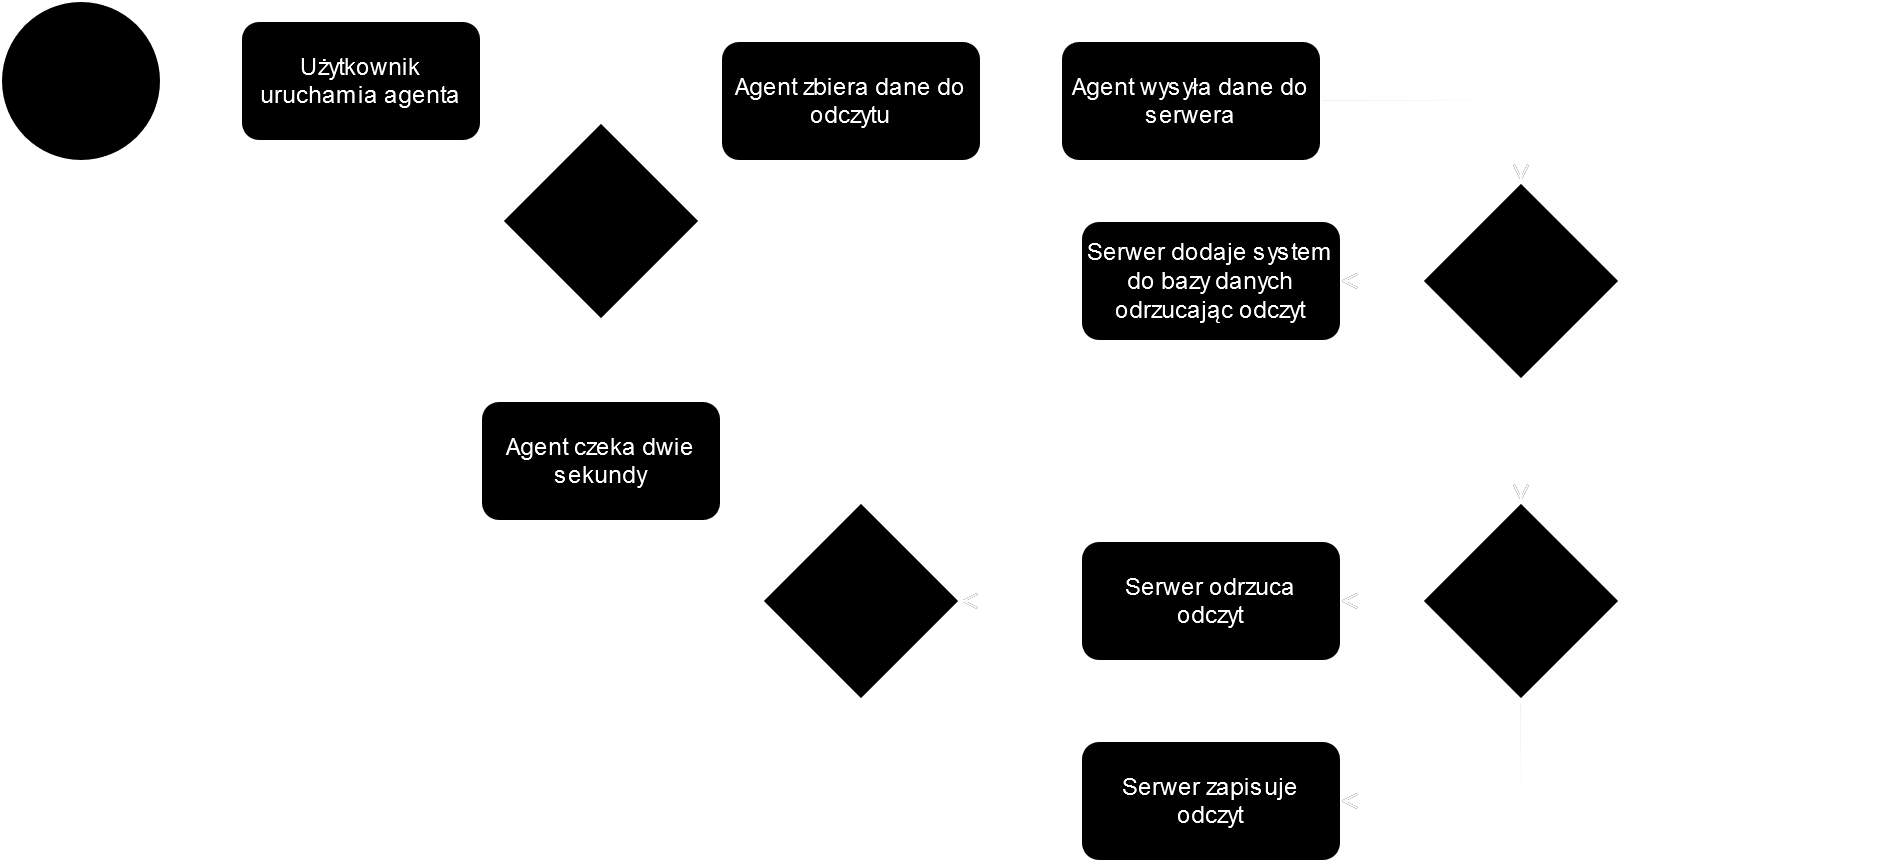 Użytkownik
uruchamia agenta
Agent zbiera dane do
odczytu
Agent wysyła dane do
serwera
Serwer dodaje system
do bazy danych
odrzucając odczyt
Agent czeka dwie
sekundy
Serwer odrzuca
odczyt
Serwer zapisuje
odczyt